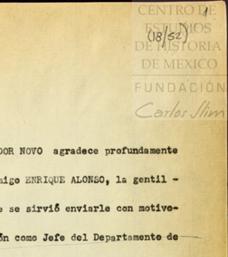 CENTRO DE
ESTUDIOS
DE HISTORIA
DE MEXICO
FUNDACIÓN
Carlos Slim
1
(18/52)
DOR NOVO agradece profundamente
migo ENRIQUE ALONSO, la gentil -
e se sirvió enviarle con motivo-
ón como Jefe del Departamento de